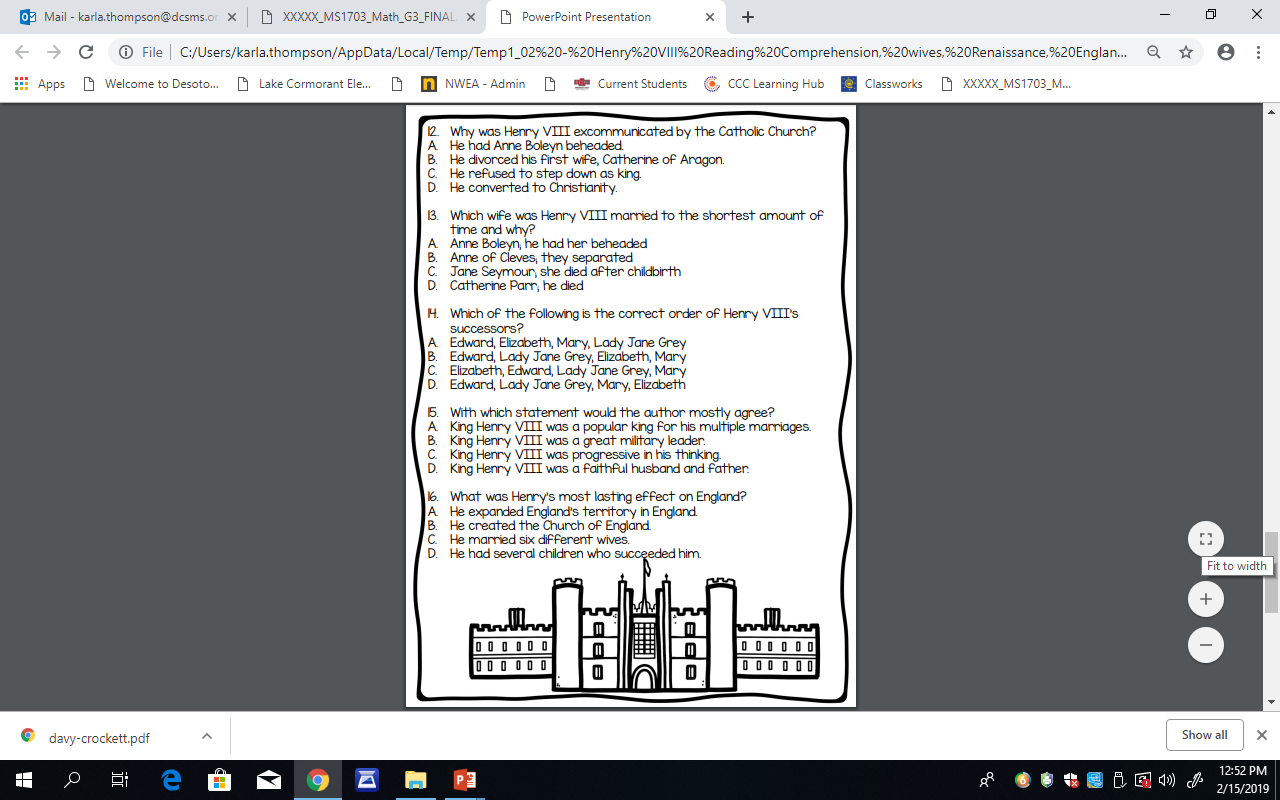 Mail - karla.thompson@dcsms.or
XXXXX_MS1703_Math_G3_FINAL.
PowerPoint Presentation
File
C:/Users/karla.thompson/AppData/Local/Temp/Temp1_02%20-%20Henry%20VIII%20Reading%20Comprehension,%20wives,%20Renaissance,%20Englan...
Apps
Welcome to Desoto...
Lake Cormorant Ele...
NWEA - Admin
Current Students
CCC Learning Hub
Classworks
XXXXX_MS1703_M...
12. Why was Henry VIII excommunicated by the Catholic Church?
A. He had Anne Boleyn beheaded.
B. He divorced his first wife, Catherine of Aragon.
C. He refused to step down as king.
D. He converted to Christianity.
13. Which wife was Henry VIII married to the shortest amount of
time and why?
A. Anne Boleyn; he had her beheaded
B. Anne of Cleves; they separated
C. Jane Seymour; she died after childbirth
D. Catherine Parr; he died
14. Which of the following is the correct order of Henry VIII's
successors?
A. Edward, Elizabeth, Mary, Lady Jane Grey
B. Edward, Lady Jane Grey, Elizabeth, Mary
C. Elizabeth, Edward, Lady Jane Grey, Mary
D. Edward, Lady Jane Grey, Mary, Elizabeth
15. With which statement would the author mostly agree?
A. King Henry VIII was a popular king for his multiple marriages.
B. King Henry VIII was a great military leader.
C. King Henry VIII was progressive in his thinking.
D. King Henry VIII was a faithful husband and father.
16. What was Henry's most lasting effect on England?
A. He expanded England's territory in England.
B. He created the Church of England.
C. He married six different wives.
D. He had several children who succeeded him.
Fit to width
davy-crockett.pdf
Show all
12:52 PM
2/15/2019